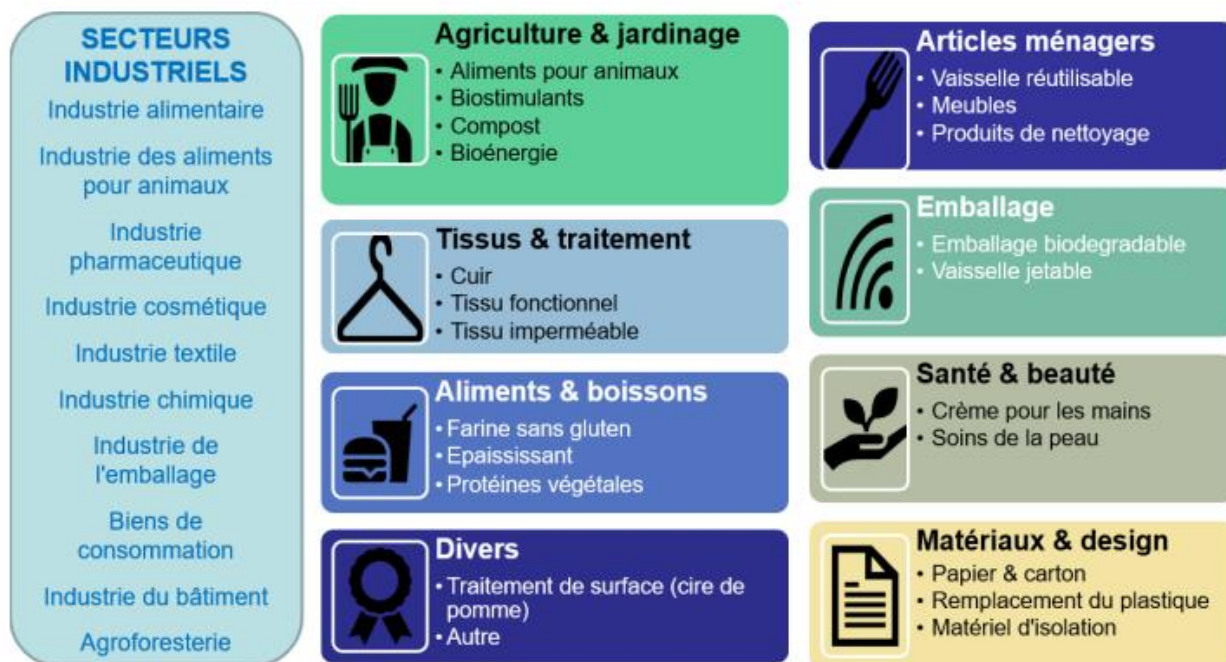 SECTEURS
INDUSTRIELS
Industrie alimentaire
Industrie des aliments
pour animaux
Industrie
pharmaceutique
Industrie cosmétique
Industrie textile
Industrie chimique
Industrie de
l'emballage
Biens de
consommation
Industrie du bâtiment
Agroforesterie
Agriculture & jardinage
• Aliments pour animaux
• Biostimulants
• Compost
• Bioénergie
Tissus & traitement
• Cuir
• Tissu fonctionnel
• Tissu imperméable
Aliments & boissons
• Farine sans gluten
• Epaississant
• Protéines végétales
Divers
• Traitement de surface (cire de
pomme)
• Autre
Articles ménagers
• Vaisselle réutilisable
• Meubles
• Produits de nettoyage
Emballage
• Emballage biodegradable
• Vaisselle jetable
Santé & beauté
• Crème pour les mains
• Soins de la peau
Matériaux & design
• Papier & carton
• Remplacement du plastique
• Matériel d'isolation